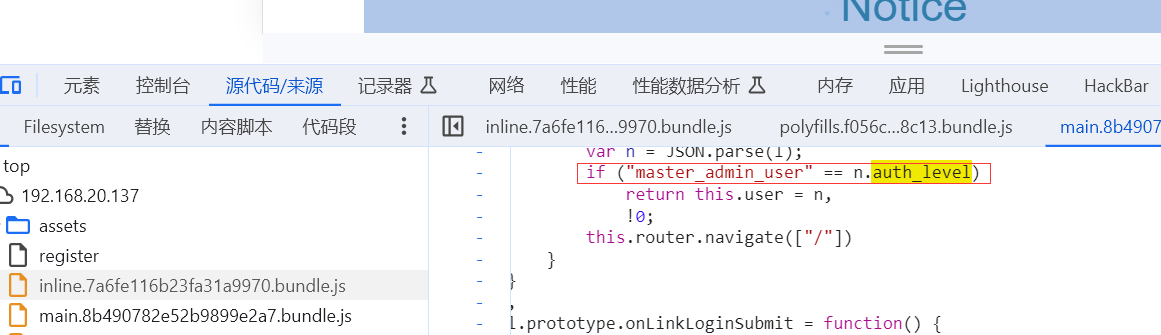 Notice
元素 控制台 源代码/来源 记录器 网络 性能 性能数据分析 内存 应用 Lighthouse HackBar
Filesystem 替换 内容脚本 代码段 inline.7a6fe116...9970.bundle.js polyfills.f056c...8c13.bundle.js main.8b4907
top
192.168.20.137
assets
register
inline.7a6fe116b23fa31a9970.bundle.js
main.8b490782e52b9899e2a7.bundle.js
- var n = JSON.parse(l);
- if ("master_admin_user" == n.auth_level)
- return this.user = n,
- !0;
- this.router.navigate(["/"])
- }
- }
- ,
- l.prototype.onLinkLoginSubmit = function() {